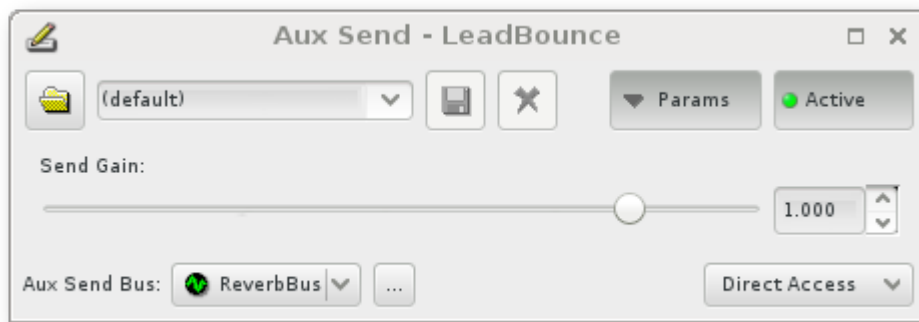 Aux Send - LeadBounce
(default)
Params
Active
Send Gain:
1.000
Aux Send Bus:
ReverbBus
...
Direct Access